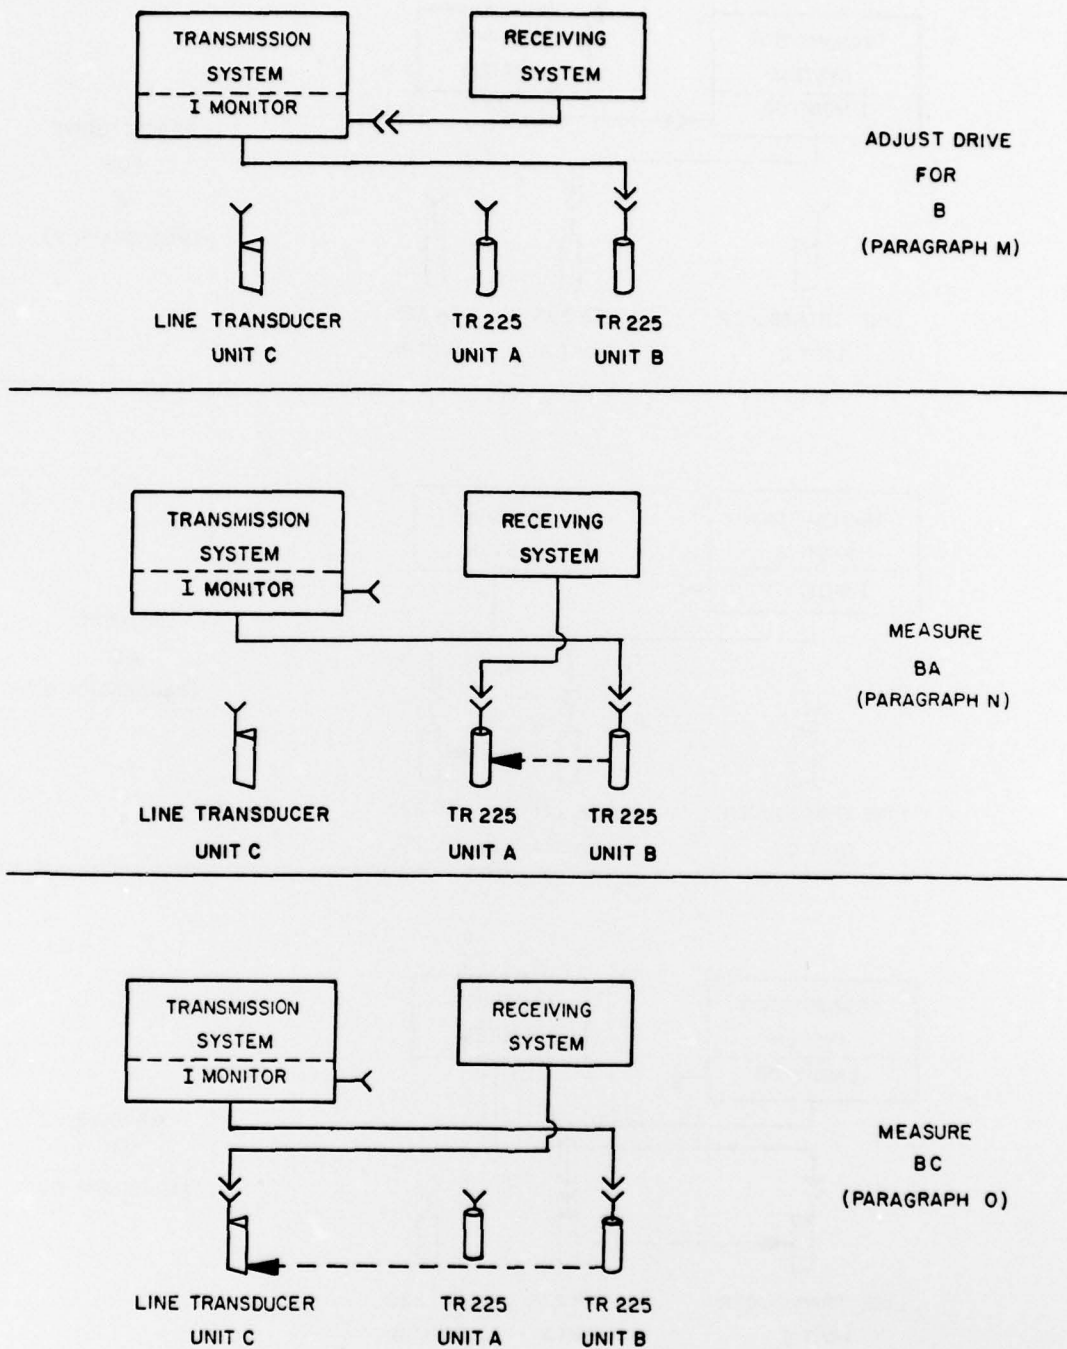 TRANSMISSION
SYSTEM
I MONITOR
RECEIVING
SYSTEM
ADJUST DRIVE
FOR
B
(PARAGRAPH M)
LINE TRANSDUCER
UNIT C
TR 225
UNIT A
TR 225
UNIT B
TRANSMISSION
SYSTEM
I MONITOR
RECEIVING
SYSTEM
MEASURE
BA
(PARAGRAPH N)
LINE TRANSDUCER
UNIT C
TR 225
UNIT A
TR 225
UNIT B
TRANSMISSION
SYSTEM
I MONITOR
RECEIVING
SYSTEM
MEASURE
BC
(PARAGRAPH O)
LINE TRANSDUCER
UNIT C
TR 225
UNIT A
TR 225
UNIT B